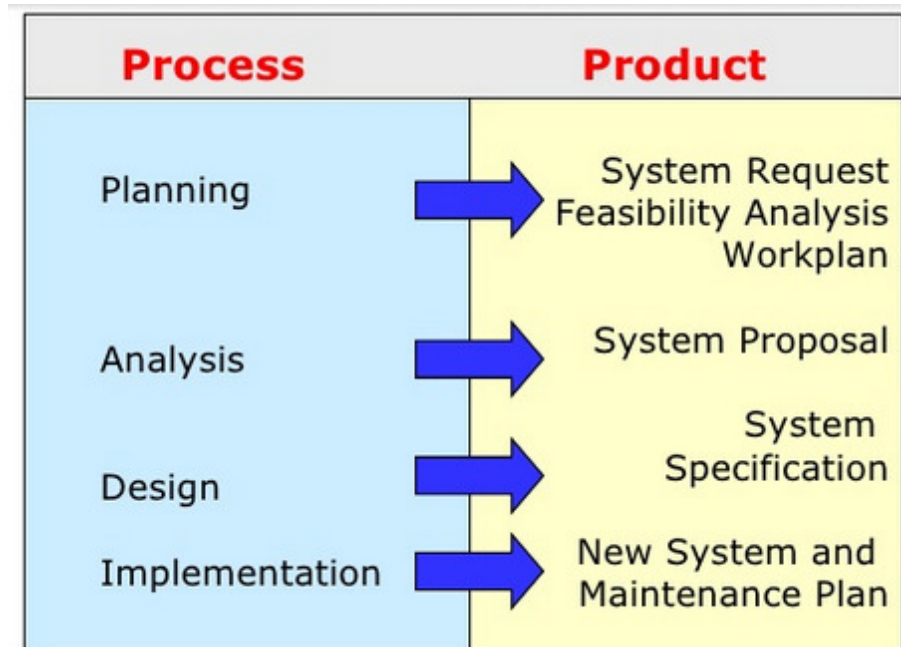 Process Product
Planning
System Request
Feasibility Analysis
Workplan
Analysis
System Proposal
Design
System
Specification
Implementation
New System and
Maintenance Plan